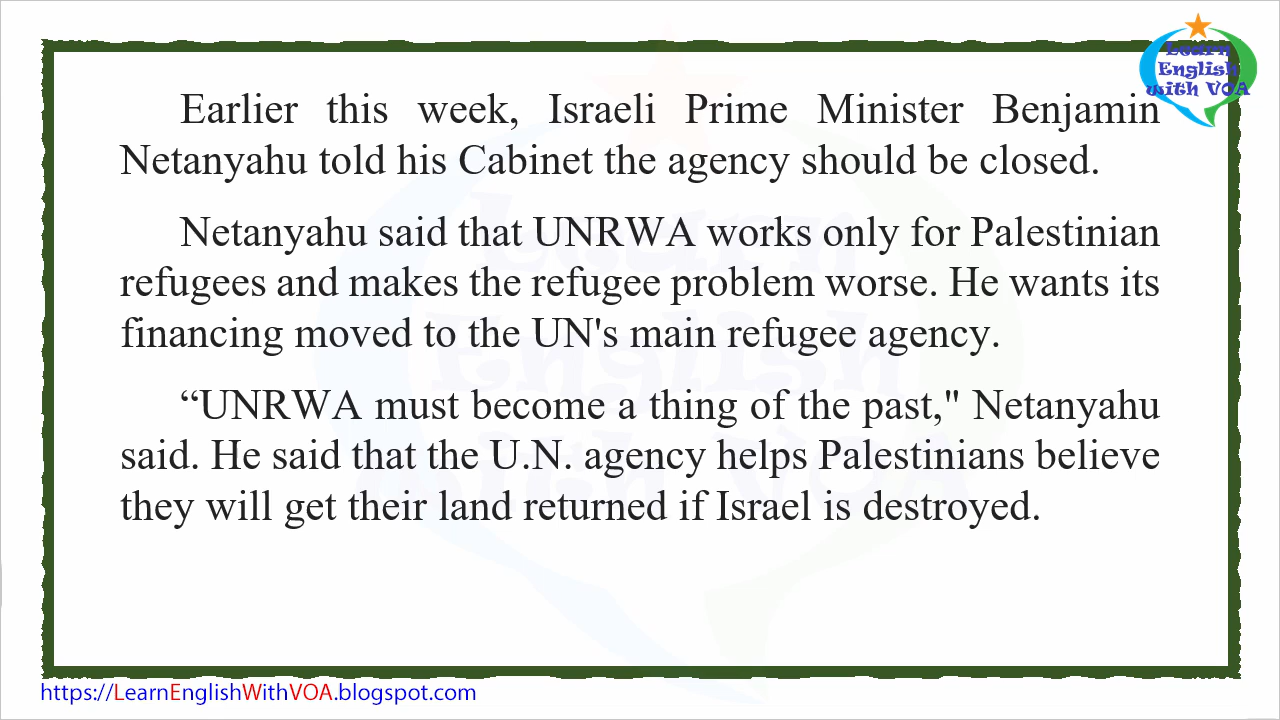 Learn
English
with VOA
Earlier this week, Israeli Prime Minister Benjamin
Netanyahu told his Cabinet the agency should be closed.
Netanyahu said that UNRWA works only for Palestinian
refugees and makes the refugee problem worse. He wants its
financing moved to the UN's main refugee agency.
“UNRWA must become a thing of the past," Netanyahu
said. He said that the U.N. agency helps Palestinians believe
they will get their land returned if Israel is destroyed.
https://LearnEnglishWithVOA.blogspot.com